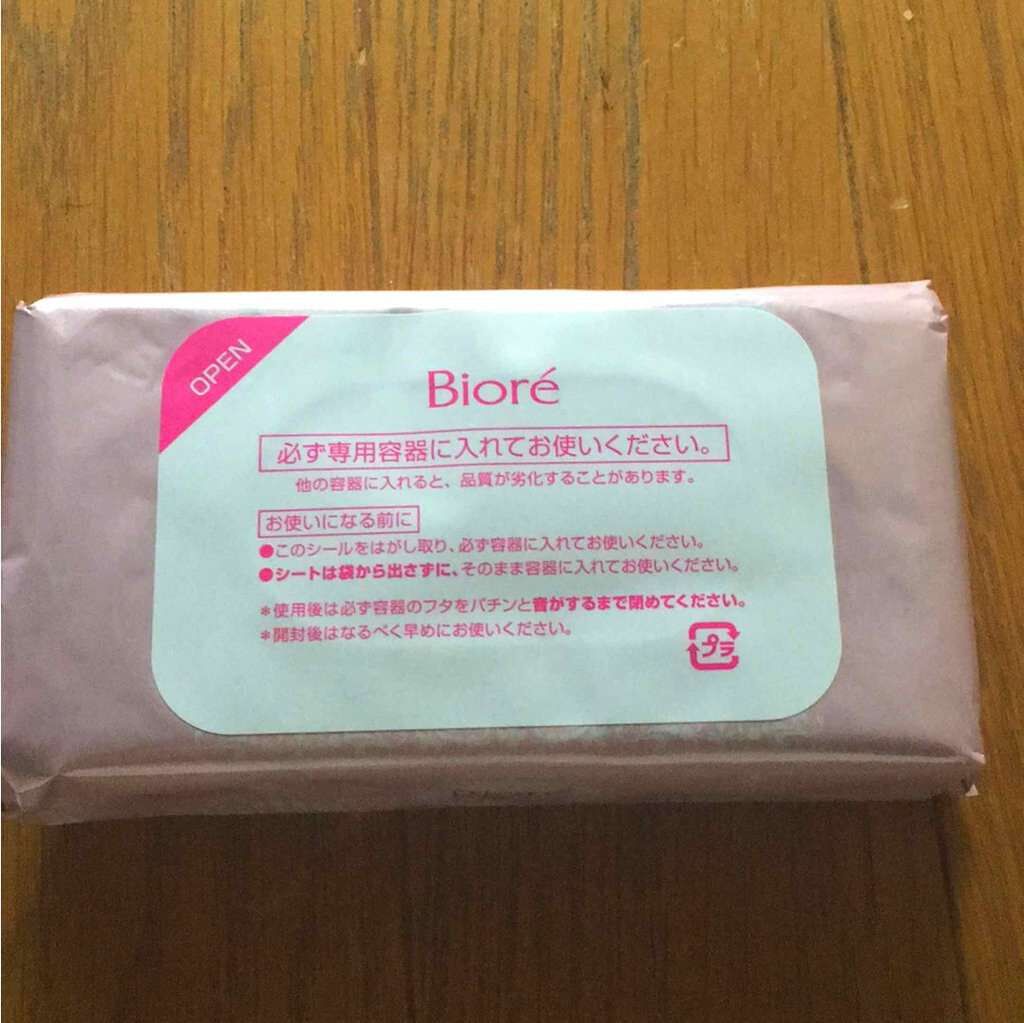 OPEN
Bioré
必ず専用容器に入れてお使いください。
他の容器に入れると、品質が劣化することがあります。
お使いになる前に
●このシールをはがし取り、必ず容器に入れてお使いください。
●シートは袋から出さずに、そのまま容器に入れてお使いください。
＊使用後は必ず容器のフタをパチンと音がするまで閉めてください。
＊開封後はなるべく早めにお使いください。
プラ